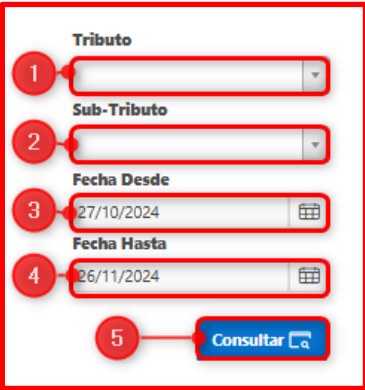 Tributo
1
Sub-Tributo
2
Fecha Desde
3 27/10/2024
Fecha Hasta
4 26/11/2024
5 Consultar